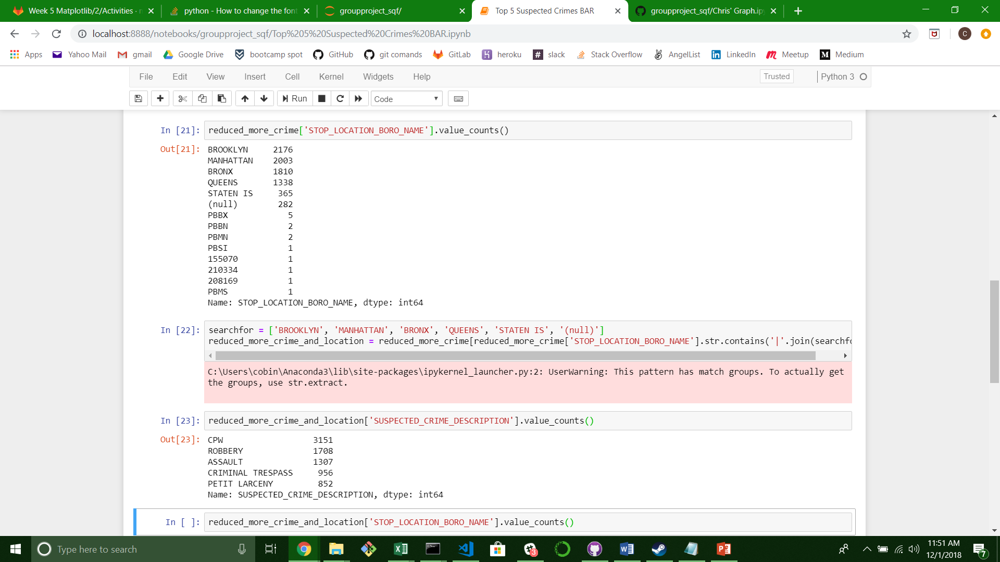 Week 5 Matplotlib/2/Activities · n
python - How to change the font
groupproject_sqf/
Top 5 Suspected Crimes BAR
groupproject_sqf/Chris' Graph.ip
localhost:8888/notebooks/groupproject_sqf/Top%205%20Suspected%20Crimes%20BAR.ipynb
C
Apps
Yahoo Mail
gmail
Google Drive
bootcamp spot
GitHub
git comands
GitLab
heroku
slack
Stack Overflow
AngelList
LinkedIn
Meetup
Medium
File
Edit
View
Insert
Cell
Kernel
Widgets
Help
Trusted
Python 3
Run
Code
In [21]: reduced_more_crime['STOP_LOCATION_BORO_NAME'].value_counts()
Out[21]: BROOKLYN 2176
MANHATTAN 2003
BRONX 1810
QUEENS 1338
STATEN IS 365
(null) 282
PBBX 5
PBBN 2
PBMN 2
PBSI 1
155070 1
210334 1
208169 1
PBMS 1
Name: STOP_LOCATION_BORO_NAME, dtype: int64
In [22]: searchfor = ['BROOKLYN', 'MANHATTAN', 'BRONX', 'QUEENS', 'STATEN IS', '(null)']
reduced_more_crime_and_location = reduced_more_crime[reduced_more_crime['STOP_LOCATION_BORO_NAME'].str.contains('|'.join(searchfo
C:\Users\cobin\Anaconda3\lib\site-packages\ipykernel_launcher.py:2: UserWarning: This pattern has match groups. To actually get
the groups, use str.extract.
In [23]: reduced_more_crime_and_location['SUSPECTED_CRIME_DESCRIPTION'].value_counts()
Out[23]: CPW 3151
ROBBERY 1708
ASSAULT 1307
CRIMINAL TRESPASS 956
PETIT LARCENY 852
Name: SUSPECTED_CRIME_DESCRIPTION, dtype: int64
In [ ]: reduced_more_crime_and_location['STOP_LOCATION_BORO_NAME'].value_counts()
Type here to search
3
11:51 AM
12/1/2018
7